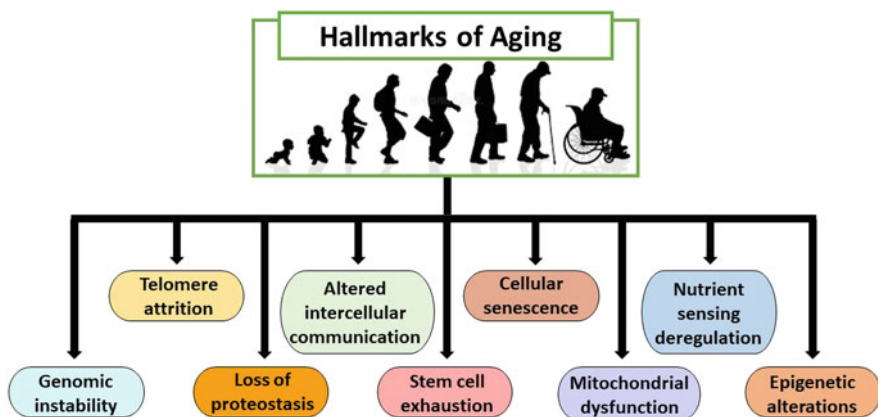 Hallmarks of Aging
Telomere
attrition
Altered
intercellular
communication
Cellular
senescence
Nutrient
sensing
deregulation
Genomic
instability
Loss of
proteostasis
Stem cell
exhaustion
Mitochondrial
dysfunction
Epigenetic
alterations